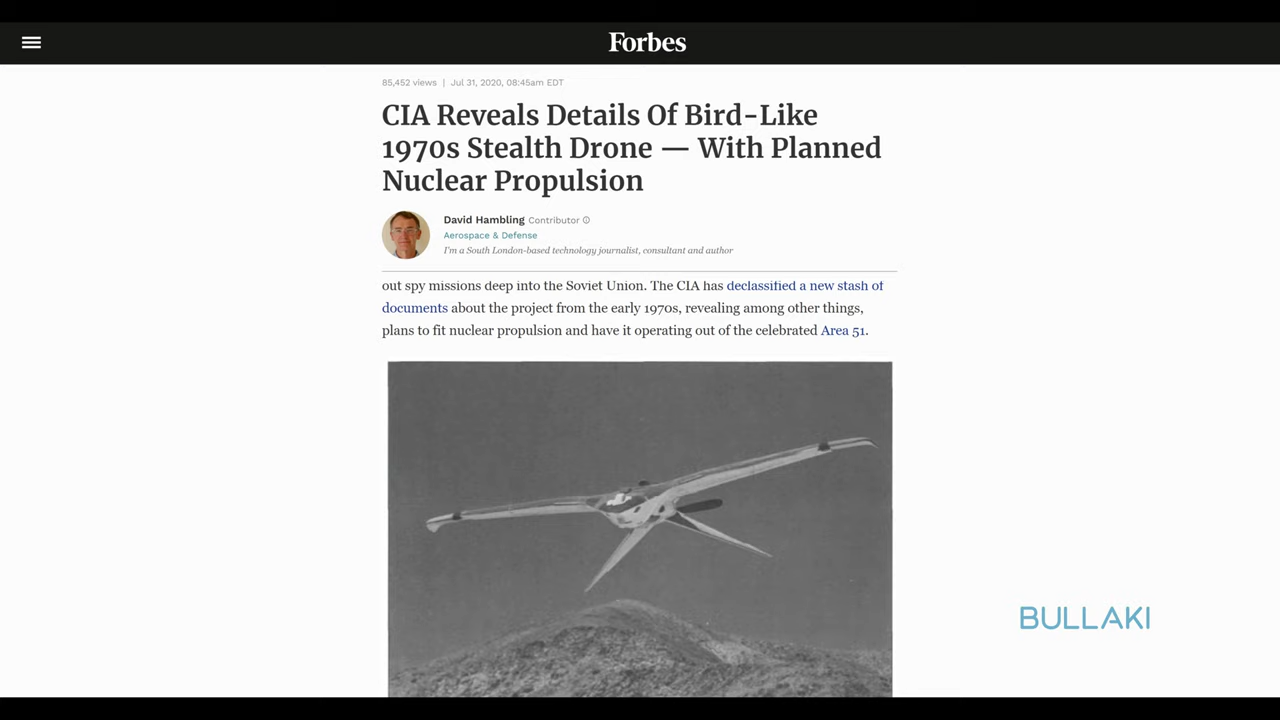 Forbes
85,452 views | Jul 31, 2020, 08:45am EDT
CIA Reveals Details Of Bird-Like
1970s Stealth Drone — With Planned
Nuclear Propulsion
David Hambling Contributor
Aerospace & Defense
I'm a South London-based technology journalist, consultant and author
out spy missions deep into the Soviet Union. The CIA has declassified a new stash of
documents about the project from the early 1970s, revealing among other things,
plans to fit nuclear propulsion and have it operating out of the celebrated Area 51.
BULLAKI